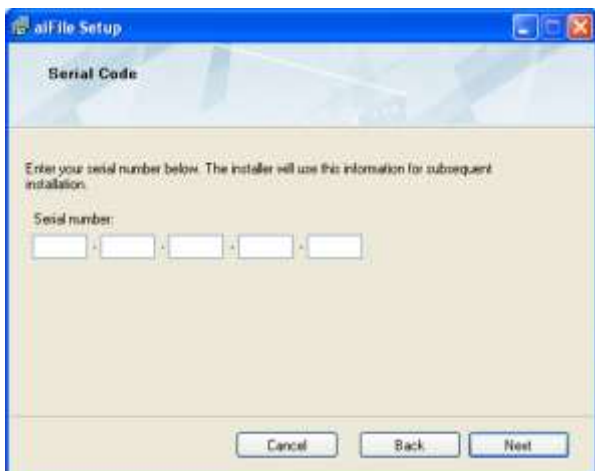 aiFile Setup
Serial Code
Enter your serial number below. The installer will use this information for subsequent
installation.
Serial number:
- - - -
Cancel Back Next